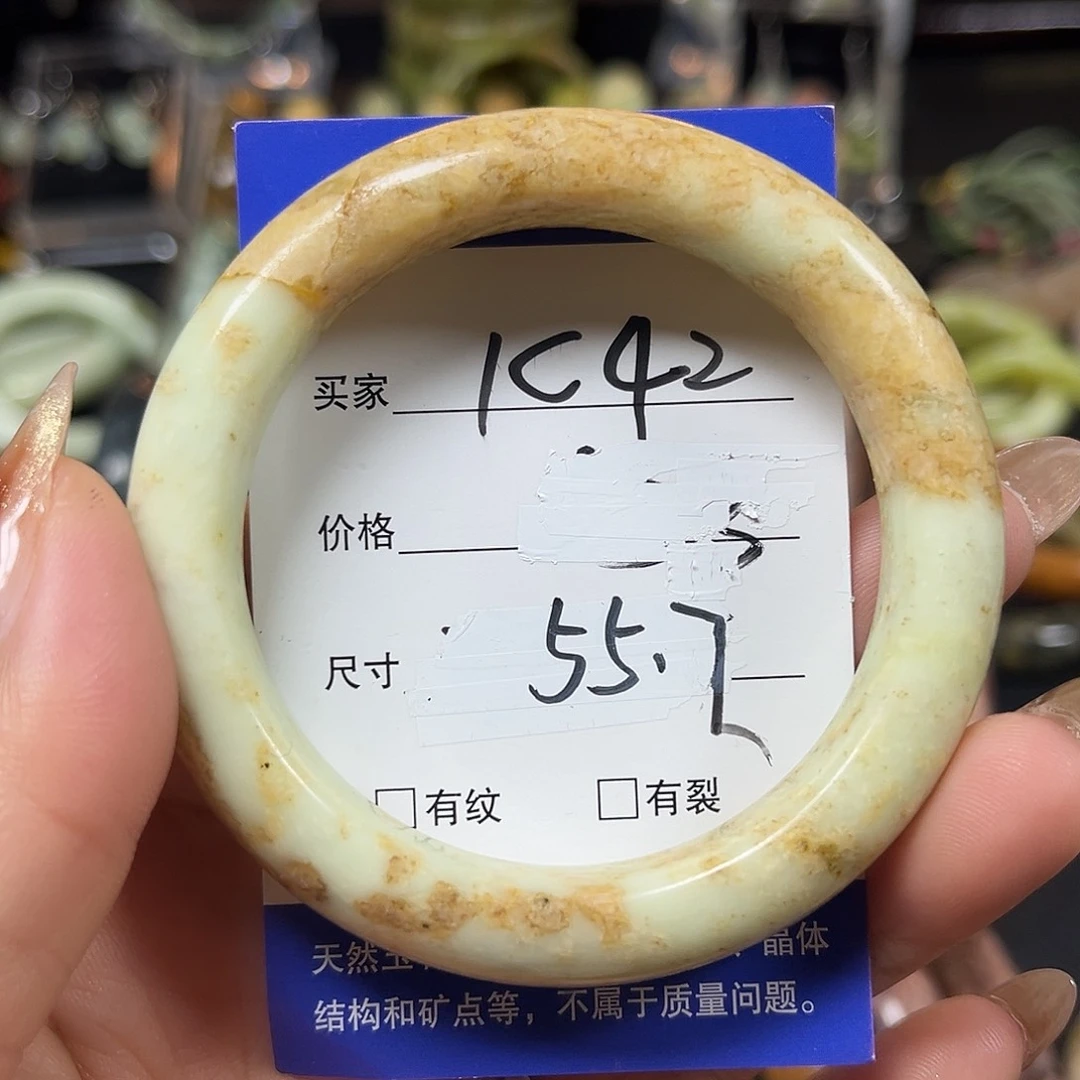 买家 K42
价格
尺寸 55.7
□有纹 □有裂
天然玉 晶体
结构和矿点等，不属于质量问题。